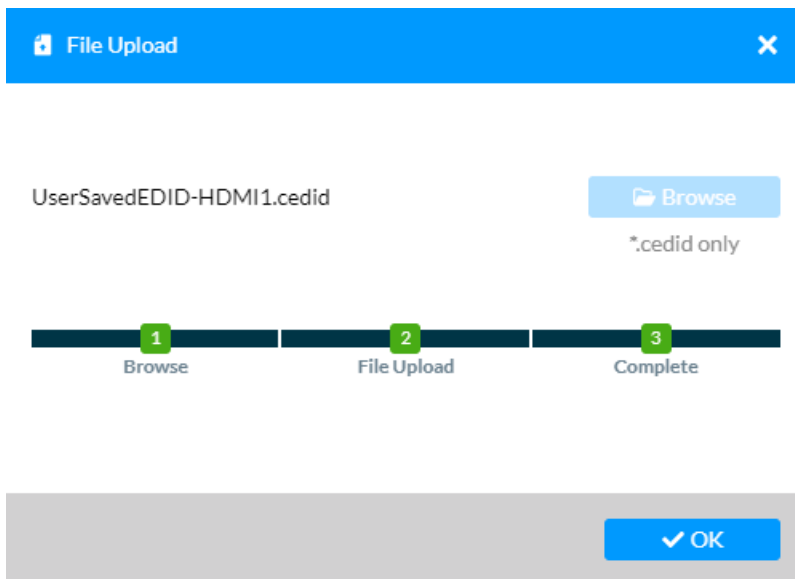 File Upload
UserSavedEDID-HDMI1.cedid
Browse
*.cedid only
1 2 3
Browse File Upload Complete
OK